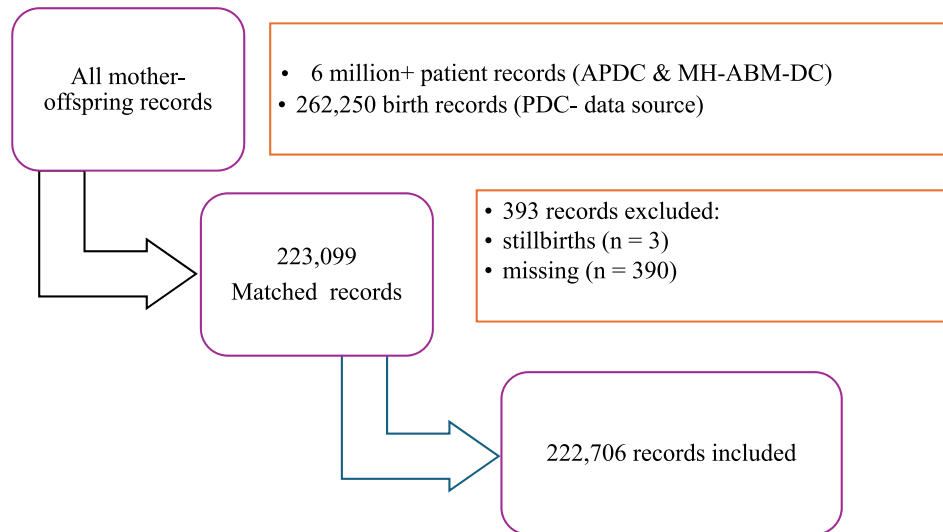 All mother-
offspring records
• 6 million+ patient records (APDC & MH-ABM-DC)
• 262,250 birth records (PDC- data source)
223,099
Matched records
• 393 records excluded:
• stillbirths (n = 3)
• missing (n = 390)
222,706 records included